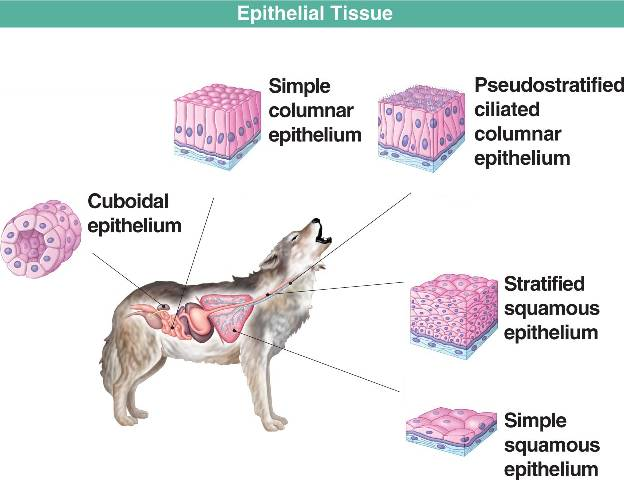 Epithelial Tissue
Simple
columnar
epithelium
Pseudostratified
ciliated
columnar
epithelium
Cuboidal
epithelium
Stratified
squamous
epithelium
Simple
squamous
epithelium